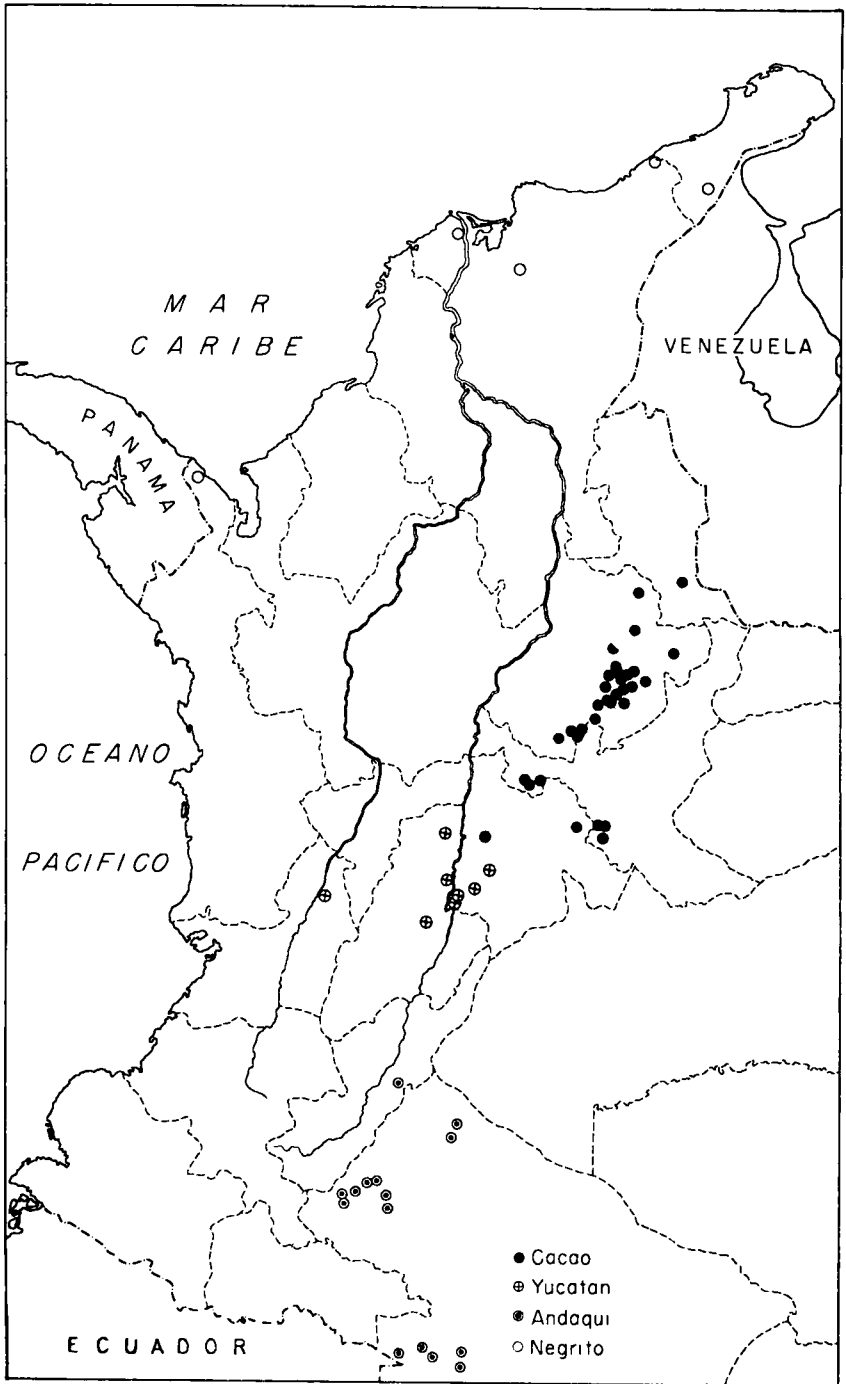 MAR
CARIBE
VENEZUELA
PANAMA
OCEANO
PACIFICO
Cacao
Yucatan
Andaqui
Negrito
ECUADOR